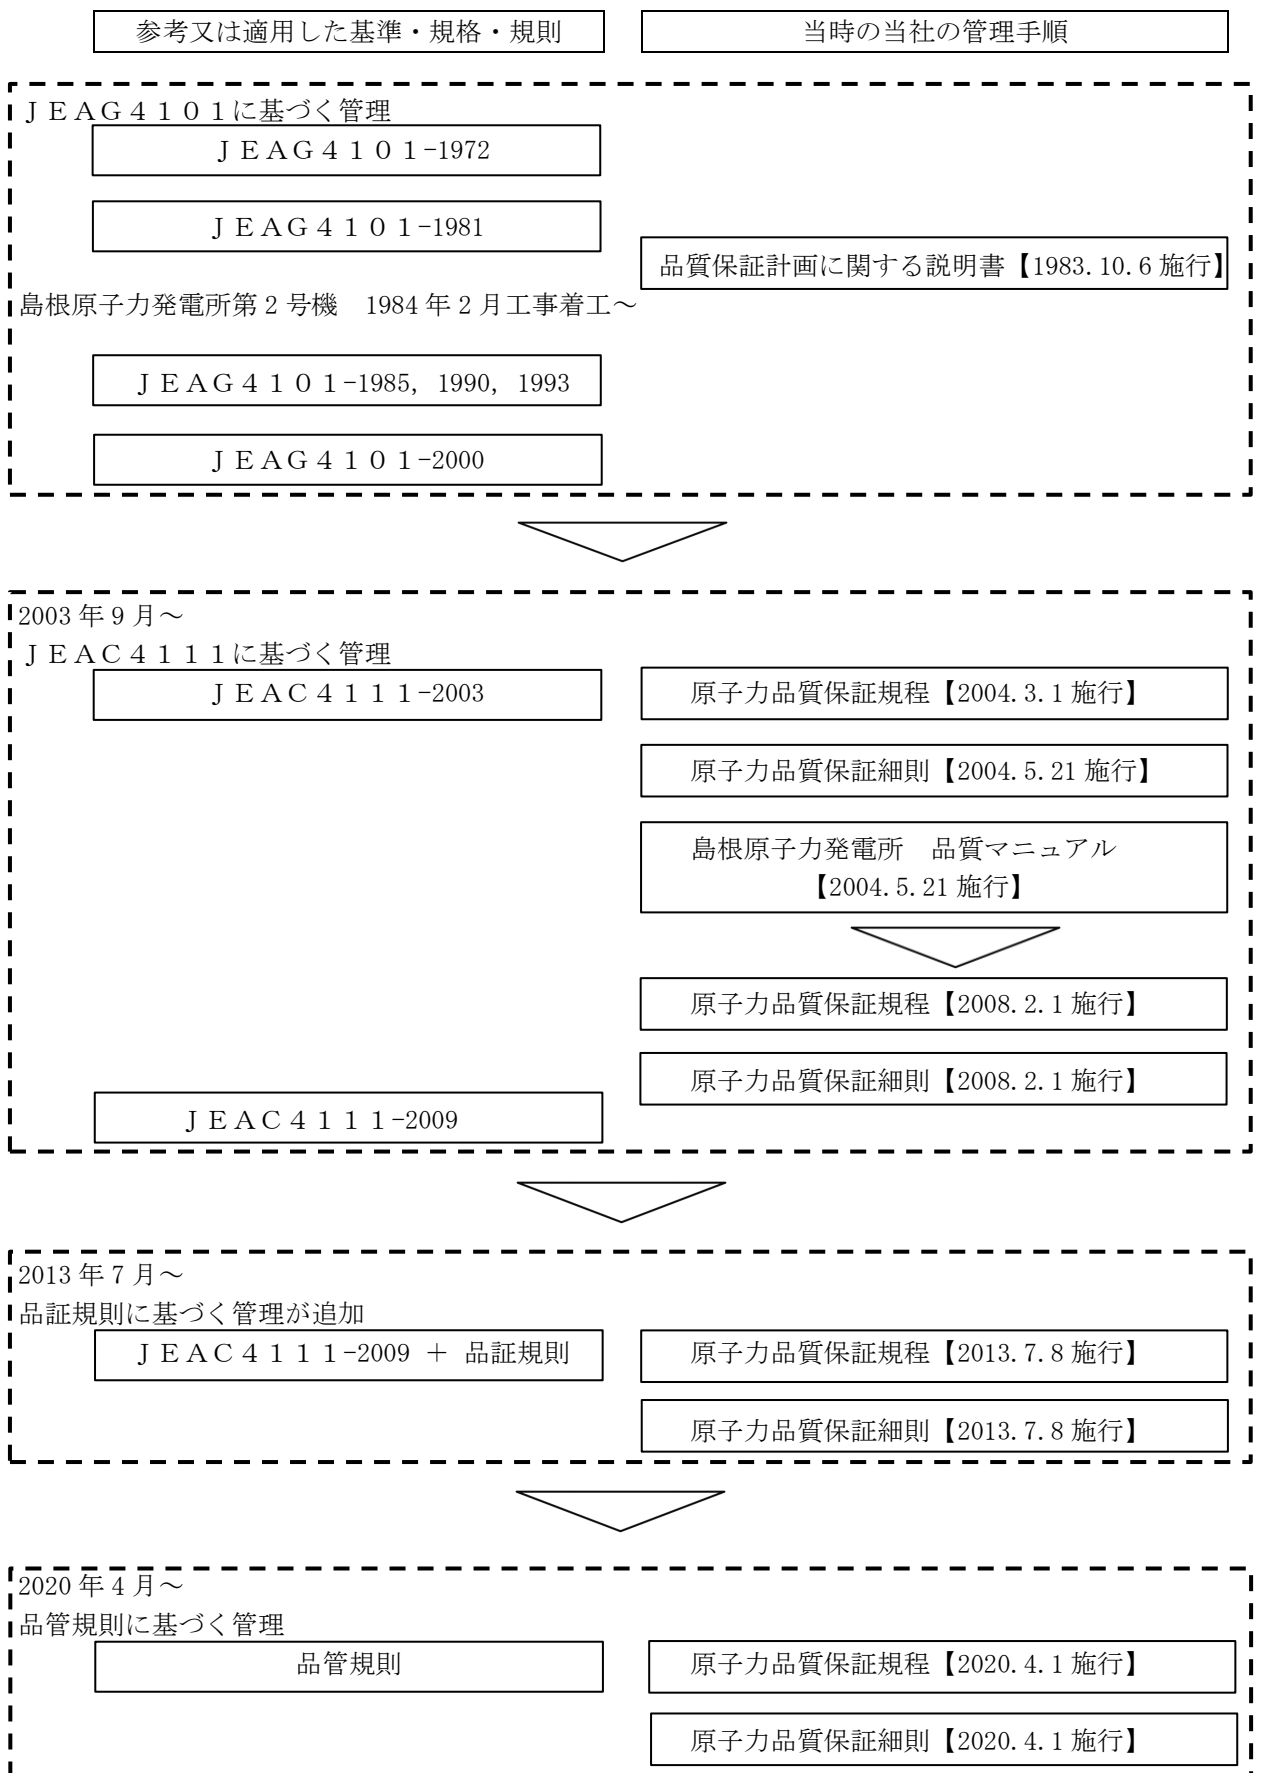 参考又は適用した基準・規格・規則
当時の当社の管理手順
ＪＥＡＧ４１０１に基づく管理
ＪＥＡＧ４１０１-1972
ＪＥＡＧ４１０１-1981
品質保証計画に関する説明書【1983.10.6 施行】
島根原子力発電所第２号機　1984 年２月工事着工～
ＪＥＡＧ４１０１-1985, 1990, 1993
ＪＥＡＧ４１０１-2000
2003 年９月～
ＪＥＡＣ４１１１に基づく管理
ＪＥＡＣ４１１１-2003
原子力品質保証規程【2004.3.1 施行】
原子力品質保証細則【2004.5.21 施行】
島根原子力発電所　品質マニュアル
【2004.5.21 施行】
原子力品質保証規程【2008.2.1 施行】
原子力品質保証細則【2008.2.1 施行】
ＪＥＡＣ４１１１-2009
2013 年７月～
品証規則に基づく管理が追加
ＪＥＡＣ４１１１-2009 ＋ 品証規則
原子力品質保証規程【2013.7.8 施行】
原子力品質保証細則【2013.7.8 施行】
2020 年４月～
品管規則に基づく管理
品管規則
原子力品質保証規程【2020.4.1 施行】
原子力品質保証細則【2020.4.1 施行】